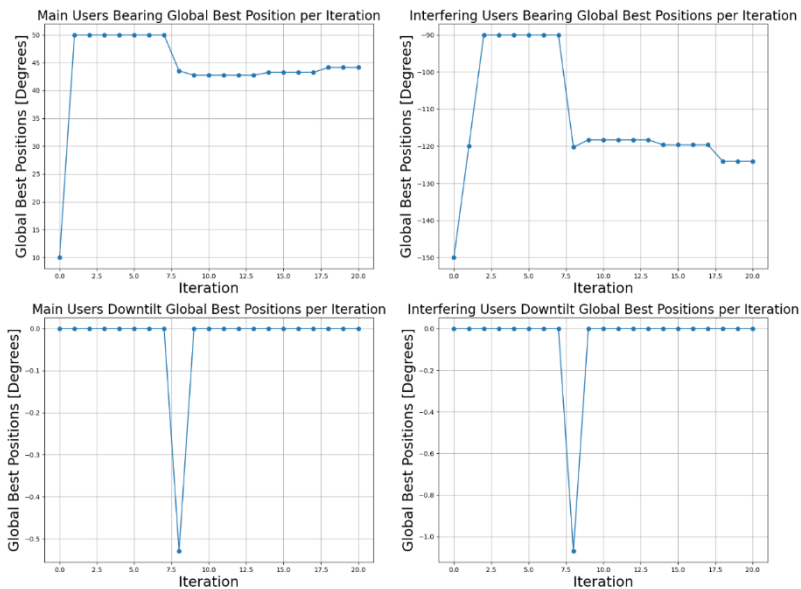 Main Users Bearing Global Best Position per Iteration
Global Best Positions [Degrees]
50
45
40
35
30
25
20
15
10
0.0 2.5 5.0 7.5 10.0 12.5 15.0 17.5 20.0
Iteration
Interfering Users Bearing Global Best Positions per Iteration
Global Best Positions [Degrees]
−90
−100
−110
−120
−130
−140
−150
0.0 2.5 5.0 7.5 10.0 12.5 15.0 17.5 20.0
Iteration
Main Users Downtilt Global Best Positions per Iteration
Global Best Positions [Degrees]
0.0
−0.1
−0.2
−0.3
−0.4
−0.5
0.0 2.5 5.0 7.5 10.0 12.5 15.0 17.5 20.0
Iteration
Interfering Users Downtilt Global Best Positions per Iteration
Global Best Positions [Degrees]
0.0
−0.2
−0.4
−0.6
−0.8
−1.0
0.0 2.5 5.0 7.5 10.0 12.5 15.0 17.5 20.0
Iteration